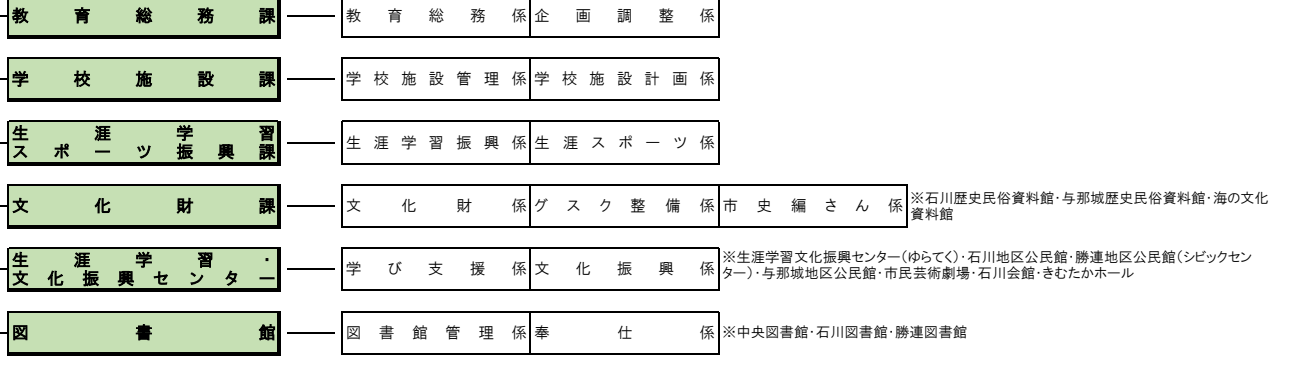 教育総務課 教育総務係 企画調整係
学校施設課 学校施設管理係 学校施設計画係
生涯学習
スポーツ振興課
生涯学習振興係 生涯スポーツ係
文化財課 文化財係 グスク整備係 市史編さん係
※石川歴史民俗資料館・与那城歴史民俗資料館・海の文化
資料館
生涯学習・
文化振興センター
学び支援係 文化振興係
※生涯学習文化振興センター(ゆらてく)・石川地区公民館・勝連地区公民館(シビックセン
ター)・与那城地区公民館・市民芸術劇場・石川会館・きむたかホール
図書館 図書館管理係 奉仕係 ※中央図書館・石川図書館・勝連図書館